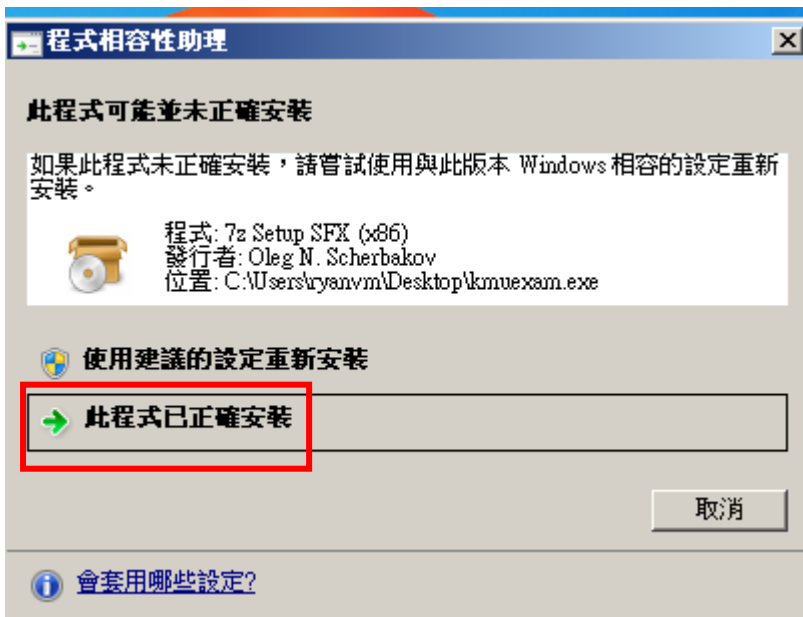 程式相容性助理
此程式可能並未正確安裝
如果此程式未正確安裝，請嘗試使用與此版本 Windows 相容的設定重新
安裝。
程式: 7z Setup SFX (x86)
發行者: Oleg N. Scherbakov
位置: C:\Users\ryanvm\Desktop\kmuexam.exe
使用建議的設定重新安裝
此程式已正確安裝
取消
會套用哪些設定?